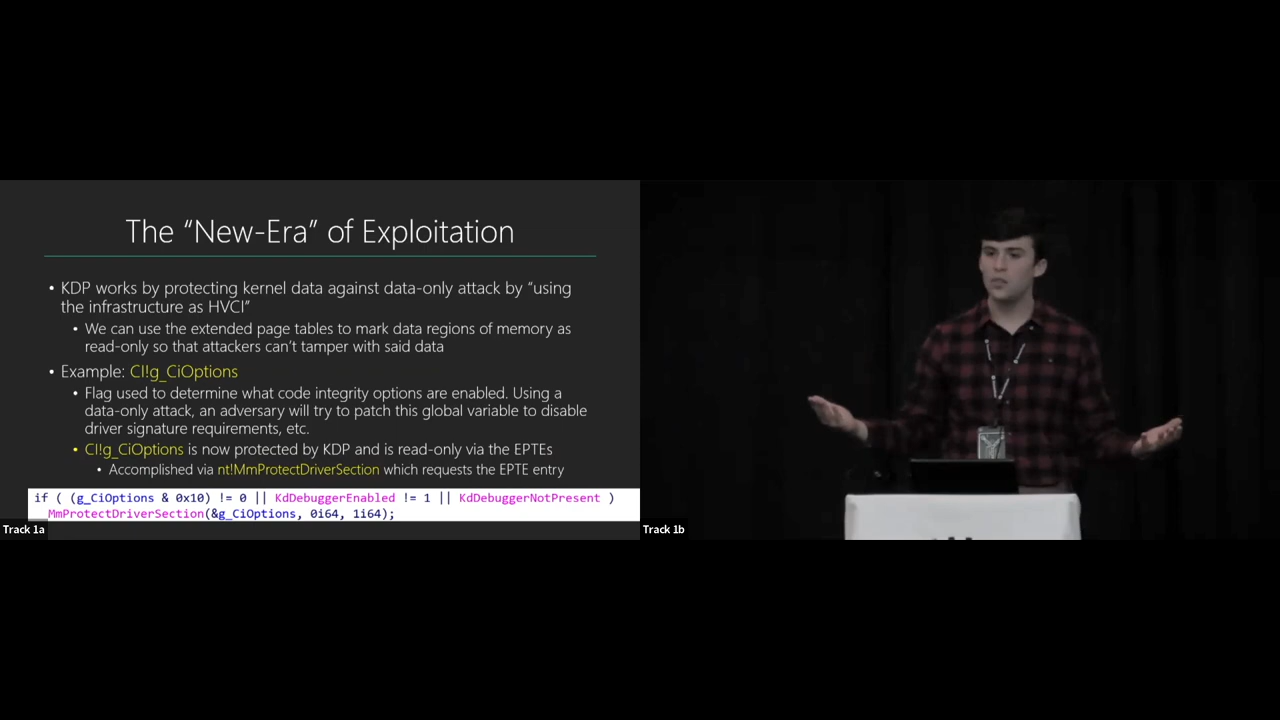 The “New-Era” of Exploitation
• KDP works by protecting kernel data against data-only attack by “using
the infrastructure as HVCI”
• We can use the extended page tables to mark data regions of memory as
read-only so that attackers can’t tamper with said data
• Example: CI!g_CiOptions
• Flag used to determine what code integrity options are enabled. Using a
data-only attack, an adversary will try to patch this global variable to disable
driver signature requirements, etc.
• CI!g_CiOptions is now protected by KDP and is read-only via the EPTEs
• Accomplished via nt!MmProtectDriverSection which requests the EPTE entry
if ( (g_CiOptions & 0x10) != 0 || KdDebuggerEnabled != 1 || KdDebuggerNotPresent )
MmProtectDriverSection(&g_CiOptions, 0i64, 1i64);
Track 1a
Track 1b